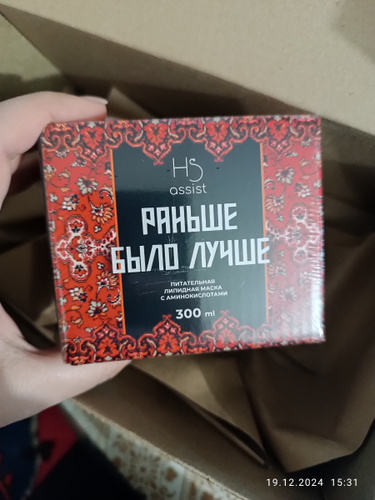 HS
assist
РАНЬШЕ
БЫЛО ЛУЧШЕ
ПИТАТЕЛЬНАЯ
ЛИПИДНАЯ МАСКА
С АМИНОКИСЛОТАМИ
300 ml
19.12.2024 15:31